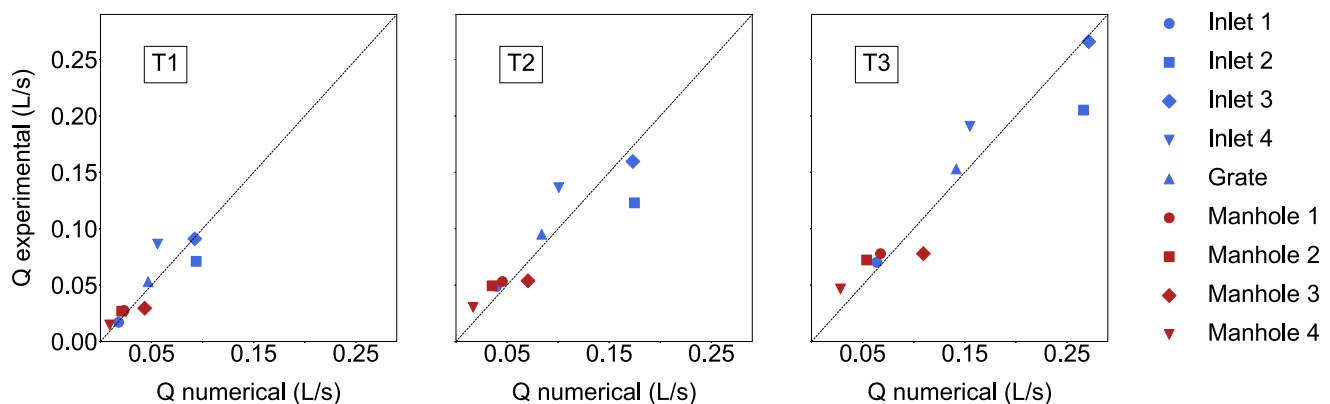 Q experimental (L/s)
0.25
0.20
0.15
0.10
0.05
0.00
T1
T2
T3
0.05 0.15 0.25
0.05 0.15 0.25
0.05 0.15 0.25
Q numerical (L/s)
Q numerical (L/s)
Q numerical (L/s)
Inlet 1
Inlet 2
Inlet 3
Inlet 4
Grate
Manhole 1
Manhole 2
Manhole 3
Manhole 4